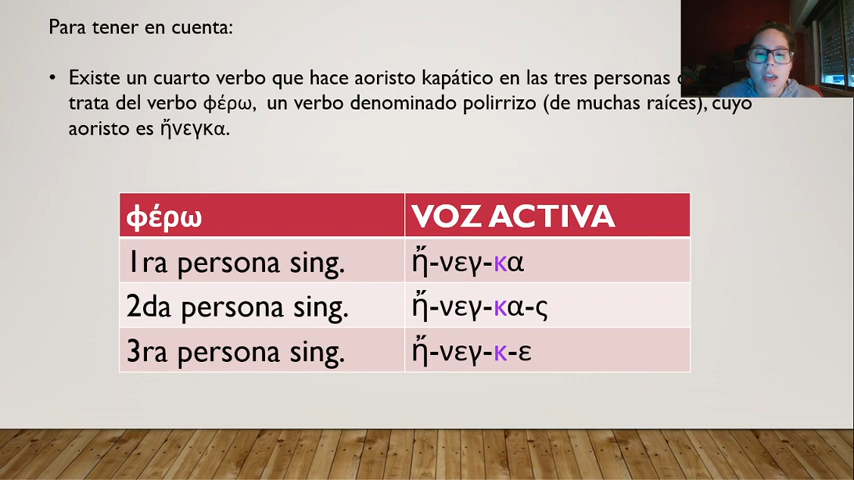 Para tener en cuenta:
• Existe un cuarto verbo que hace aoristo kapático en las tres personas
trata del verbo φέρω, un verbo denominado polirrizo (de muchas raíces), cuyo
aoristo es ἤνεγκα.
φέρω VOZ ACTIVA
1ra persona sing. ἤ-νεγ-κα
2da persona sing. ἤ-νεγ-κα-ς
3ra persona sing. ἤ-νεγ-κ-ε